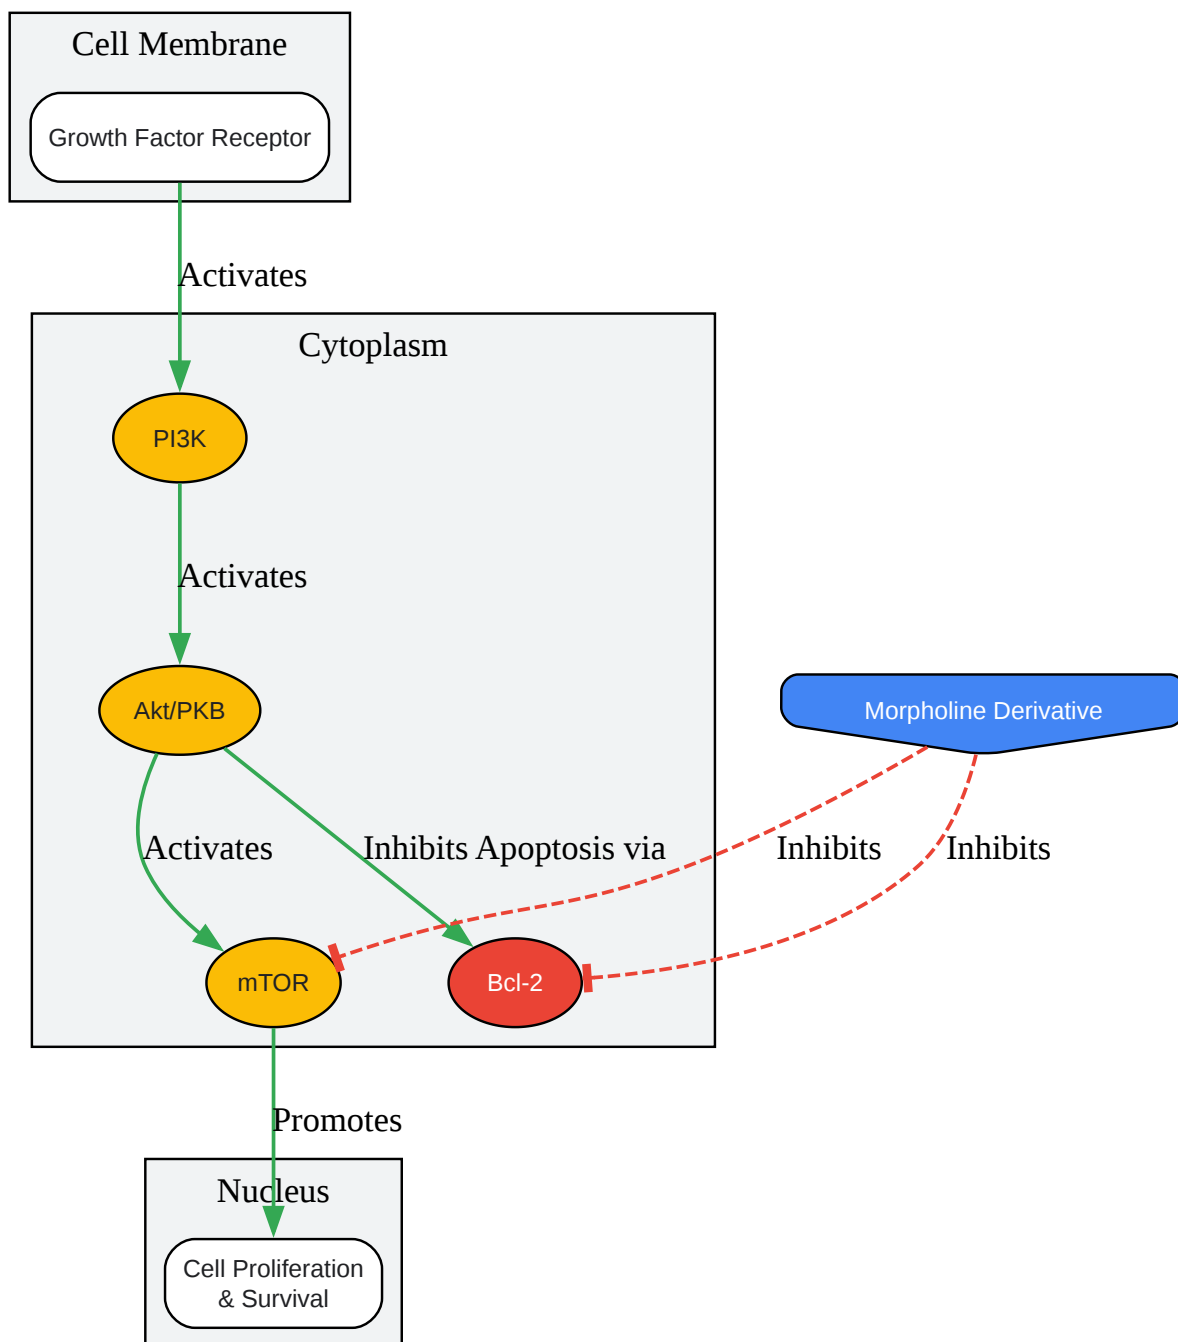 Cell Membrane
Growth Factor Receptor
Activates
Cytoplasm
PI3K
Activates
Akt/PKB
Morpholine Derivative
Activates
Inhibits Apoptosis via
Inhibits
Inhibits
mTOR
Bcl-2
Promotes
Nucleus
Cell Proliferation
& Survival